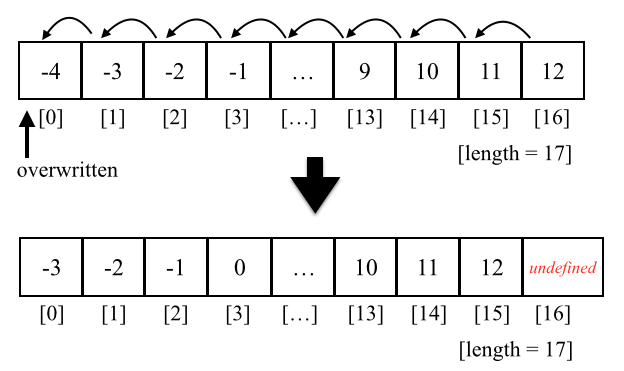 -4 -3 -2 -1 … 9 10 11 12
[0] [1] [2] [3] […] [13] [14] [15] [16]
overwritten
[length = 17]
-3 -2 -1 0 … 10 11 12 undefined
[0] [1] [2] [3] […] [13] [14] [15] [16]
[length = 17]